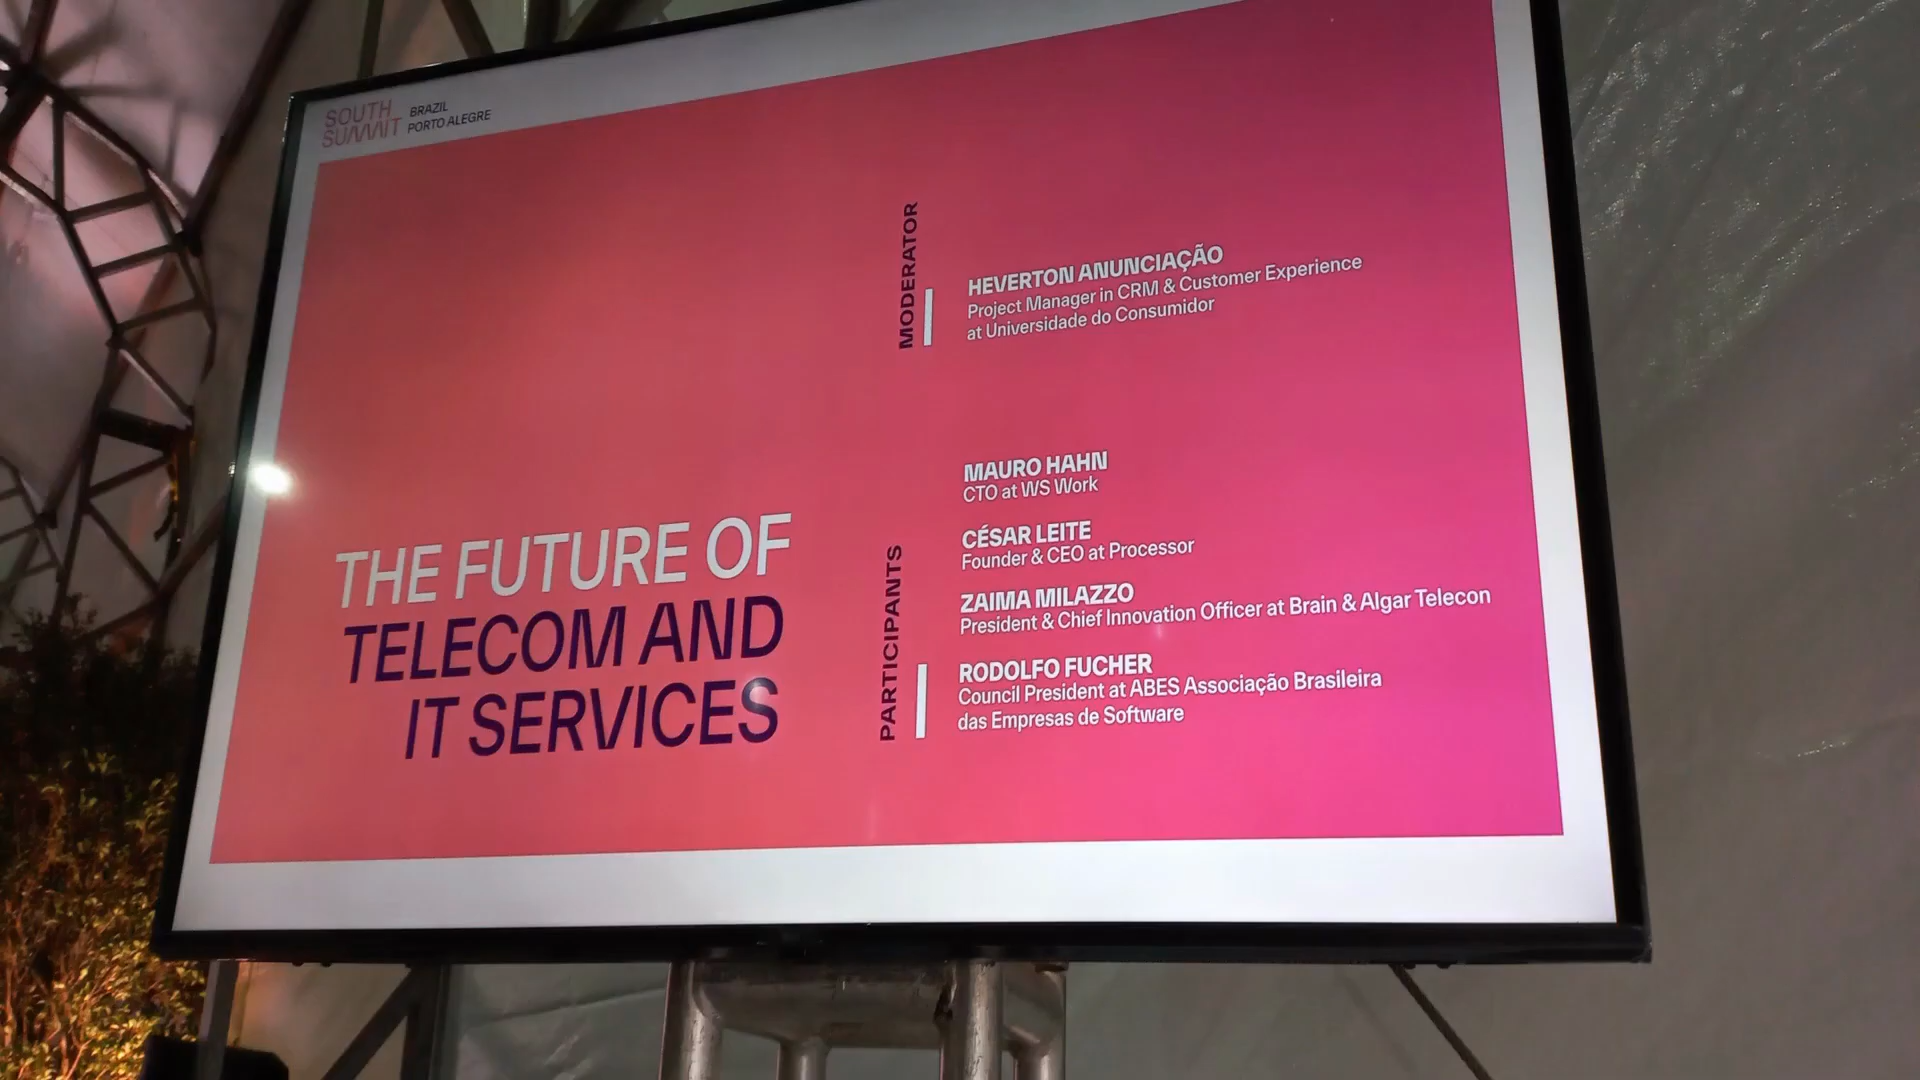 SOUTH
SUMMIT
BRAZIL
PORTO ALEGRE
THE FUTURE OF
TELECOM AND
IT SERVICES
MODERATOR
HEVERTON ANUNCIAÇÃO
Project Manager in CRM & Customer Experience
at Universidade do Consumidor
PARTICIPANTS
MAURO HAHN
CTO at WS Work
CÉSAR LEITE
Founder & CEO at Processor
ZAIMA MILAZZO
President & Chief Innovation Officer at Brain & Algar Telecon
RODOLFO FUCHER
Council President at ABES Associação Brasileira
das Empresas de Software